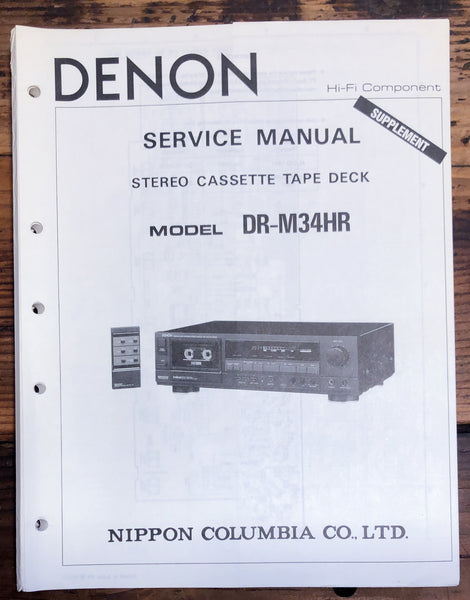 DENON
Hi-Fi Component
SUPPLEMENT
SERVICE MANUAL
STEREO CASSETTE TAPE DECK
MODEL DR-M34HR
NIPPON COLUMBIA CO., LTD.